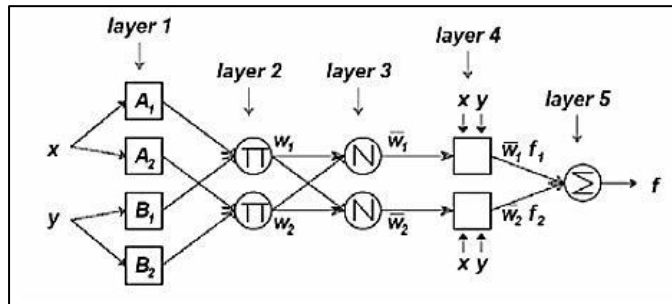 layer 1
layer 4
layer 2 layer 3
layer 5
A₁
x y
x
A₂
∏ w₁ N w̅₁ w̅₁ f₁
Σ f
y
B₁
∏ w₂ N w̅₂ w̅₂ f₂
B₂
x y